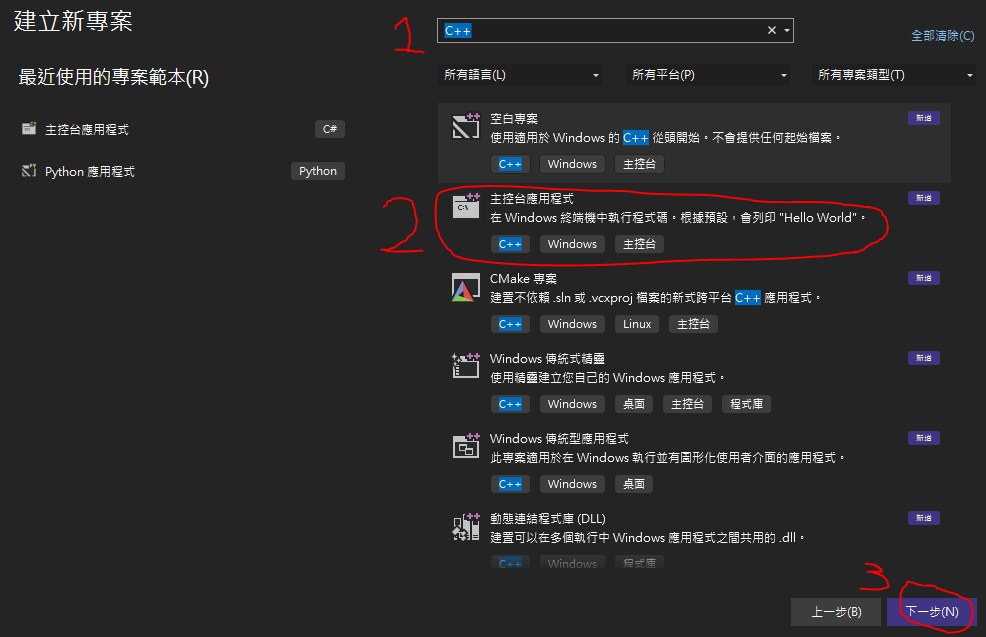 建立新專案
1
C++
全部清除(C)
最近使用的專案範本(R)
所有語言(L)
所有平台(P)
所有專案類型(T)
主控台應用程式
C#
Python 應用程式
Python
空白專案
新增
使用適用於 Windows 的 C++ 從頭開始。不會提供任何起始檔案。
C++
Windows
主控台
2
主控台應用程式
新增
在 Windows 終端機中執行程式碼。根據預設，會列印 "Hello World"。
C++
Windows
主控台
CMake 專案
新增
建置不依賴 .sln 或 .vcxproj 檔案的新式跨平台 C++ 應用程式。
C++
Windows
Linux
主控台
Windows 傳統式精靈
新增
使用精靈建立您自己的 Windows 應用程式。
C++
Windows
桌面
主控台
程式庫
Windows 傳統型應用程式
新增
此專案適用於在 Windows 執行並有圖形化使用者介面的應用程式。
C++
Windows
桌面
動態連結程式庫 (DLL)
新增
建置可以在多個執行中 Windows 應用程式之間共用的 .dll。
C++
Windows
程式庫
3
上一步(B)
下一步(N)